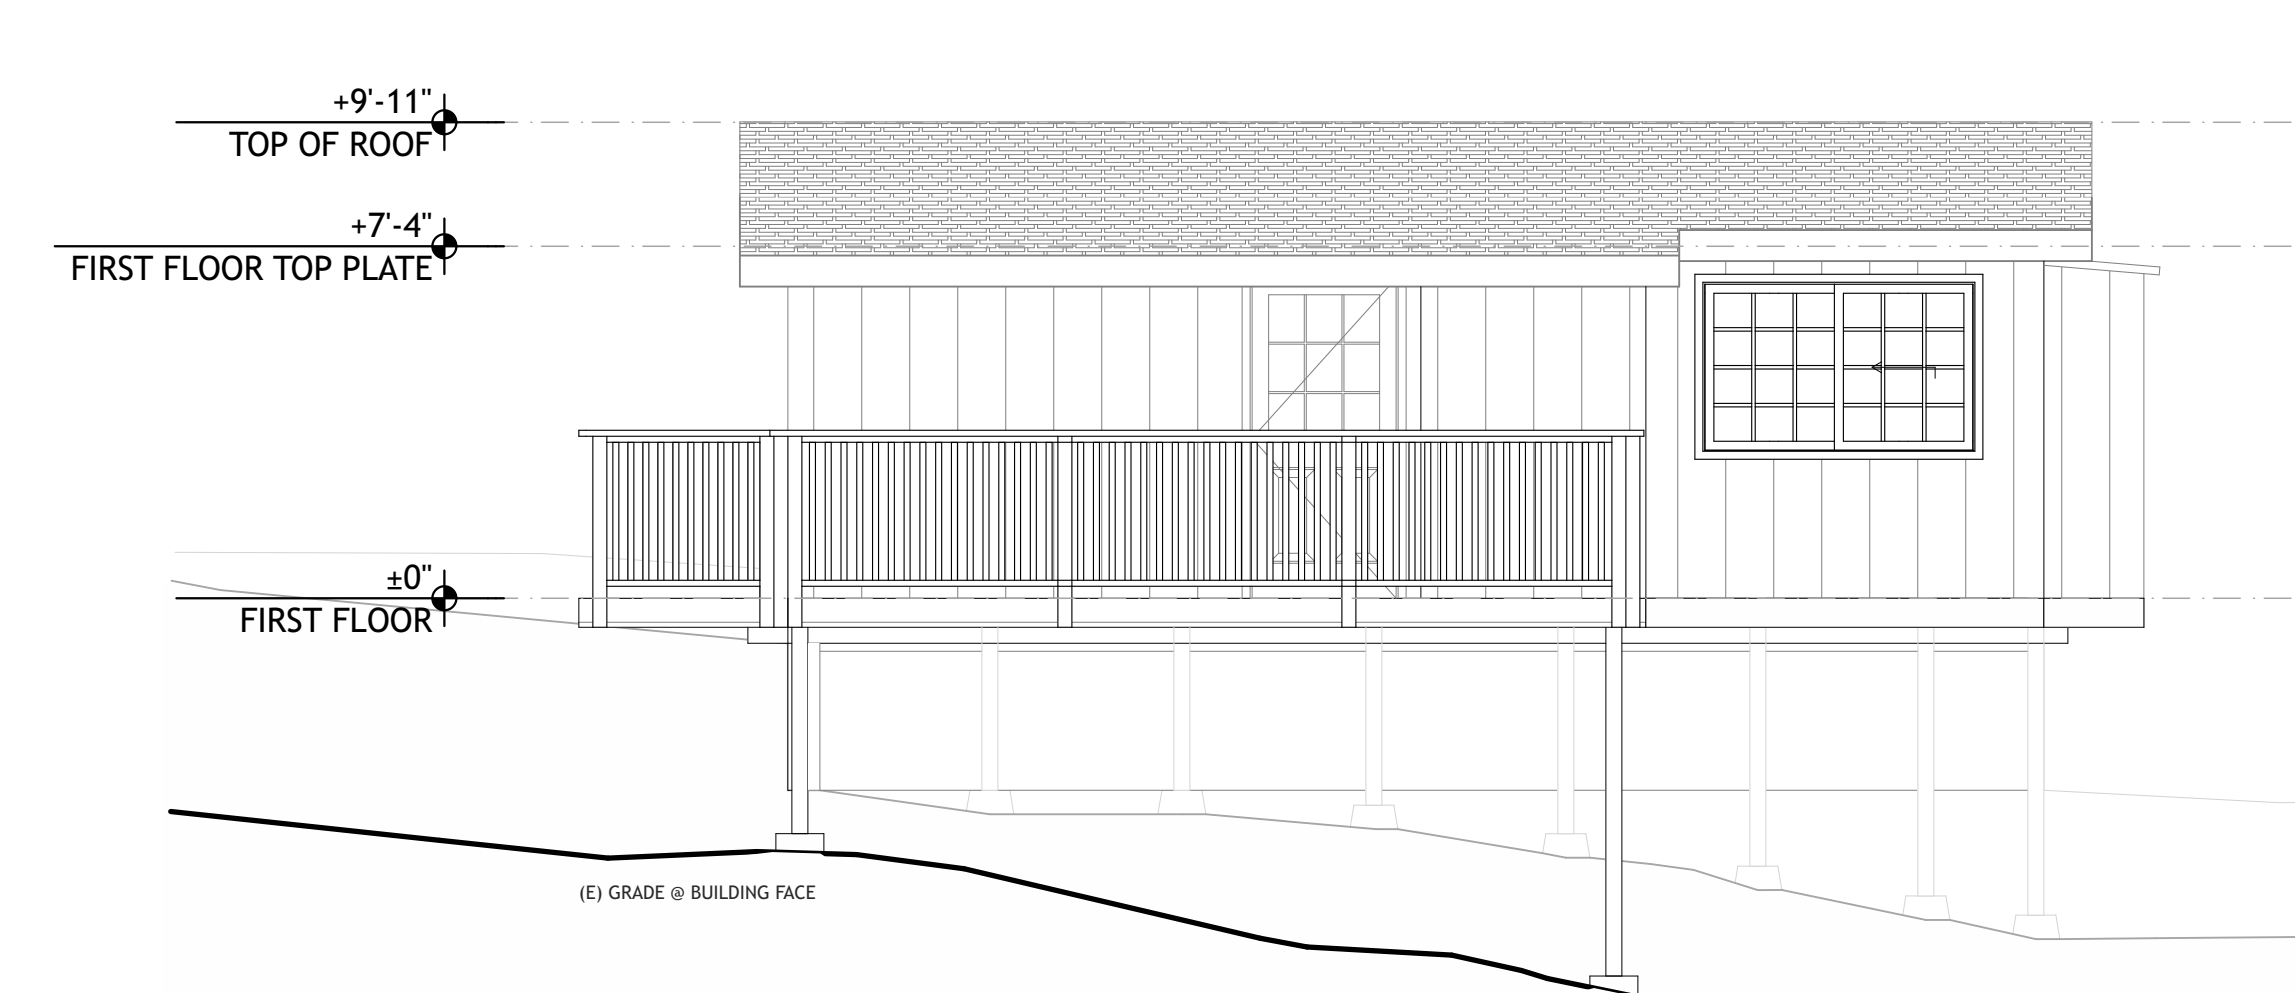 +9'-11"
TOP OF ROOF
+7'-4"
FIRST FLOOR TOP PLATE
±0"
FIRST FLOOR
(E) GRADE @ BUILDING FACE